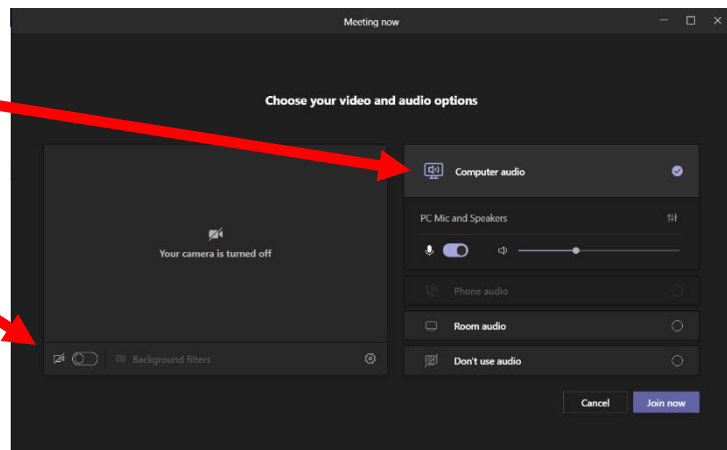 Meeting now
Choose your video and audio options
Your camera is turned off
Background filters
Computer audio
PC Mic and Speakers
Phone audio
Room audio
Don't use audio
Cancel
Join now